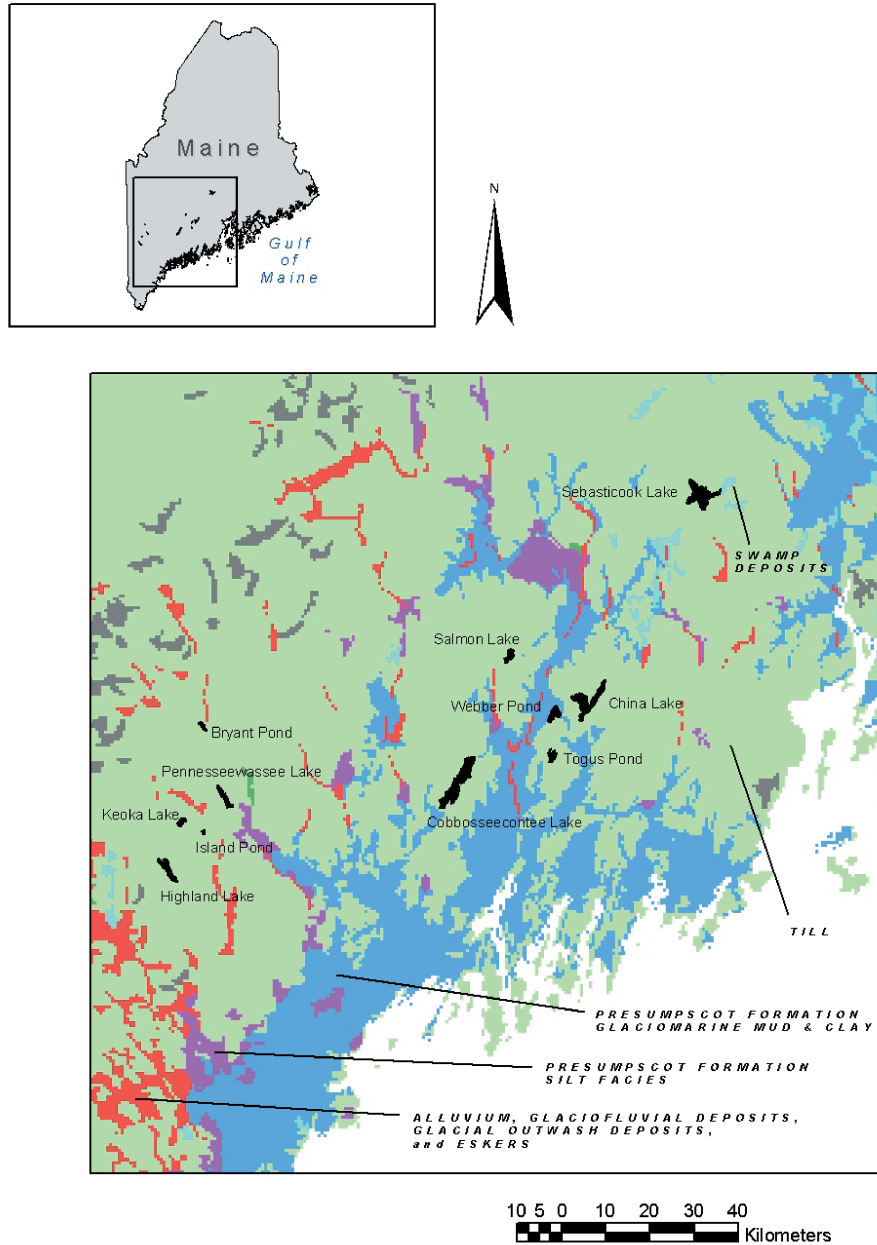 Maine
Gulf
of
Maine
N
Sebasticook Lake
SWAMP
DEPOSITS
Salmon Lake
Webber Pond
China Lake
Bryant Pond
Togus Pond
Pennesseewassee Lake
Keoka Lake
Cobbosseecontee Lake
Island Pond
Highland Lake
TILL
PRESUMPSCOT FORMATION
GLACIOMARINE MUD & CLAY
PRESUMPSCOT FORMATION
SILT FACIES
ALLUVIUM, GLACIOFLUVIAL DEPOSITS,
GLACIAL OUTWASH DEPOSITS,
and ESKERS
10 5 0 10 20 30 40
Kilometers